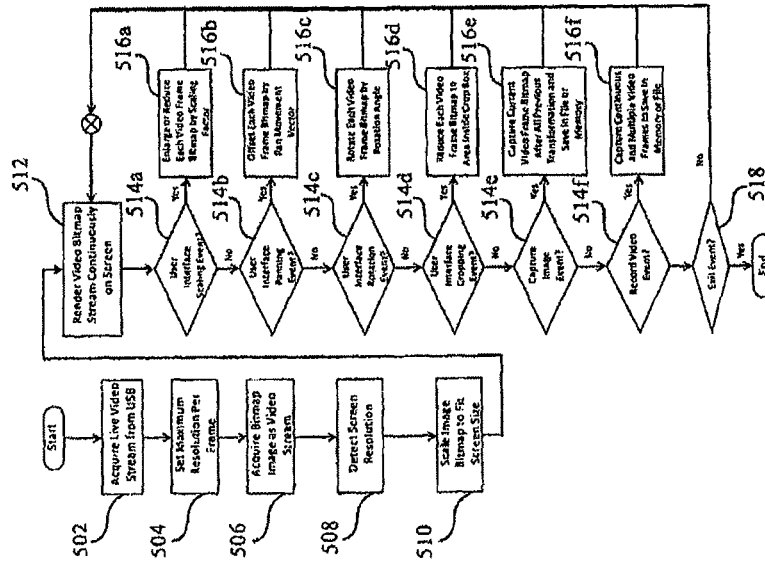 Start
502
Acquire Live Video
Stream from USB
504
Set Maximum
Resolution Per
Frame
506
Acquire Bitmap
Image as Video
Stream
508
Detect Screen
Resolution
510
Scale Image
Bitmap to Fit
Screen Size
512
Render Video Bitmap
Stream Continuously
on Screen
514a
User
Interface
Scaling Event?
Yes
No
516a
Enlarge or Reduce
Each Video Frame
Bitmap by Scaling
Factor
514b
User
Interface
Panning
Event?
Yes
No
516b
Offset Each Video
Frame Bitmap by
Pan Movement
Vector
514c
User
Interface
Rotation
Event?
Yes
No
516c
Rotate Each Video
Frame Bitmap by
Rotation Angle
514d
User
Interface
Cropping
Event?
Yes
No
516d
Reduce Each Video
Frame Bitmap to
Area Inside Crop Box
514e
Capture
Image
Event?
Yes
No
516e
Capture Current
Video Frame Bitmap
After All Previous
Transformation and
Save in File or
Memory
514f
Record Video
Event?
Yes
516f
Capture Continuous
and Multiple Video
Frames to Save in
Memory or File
518
Exit Event?
No
Yes
End